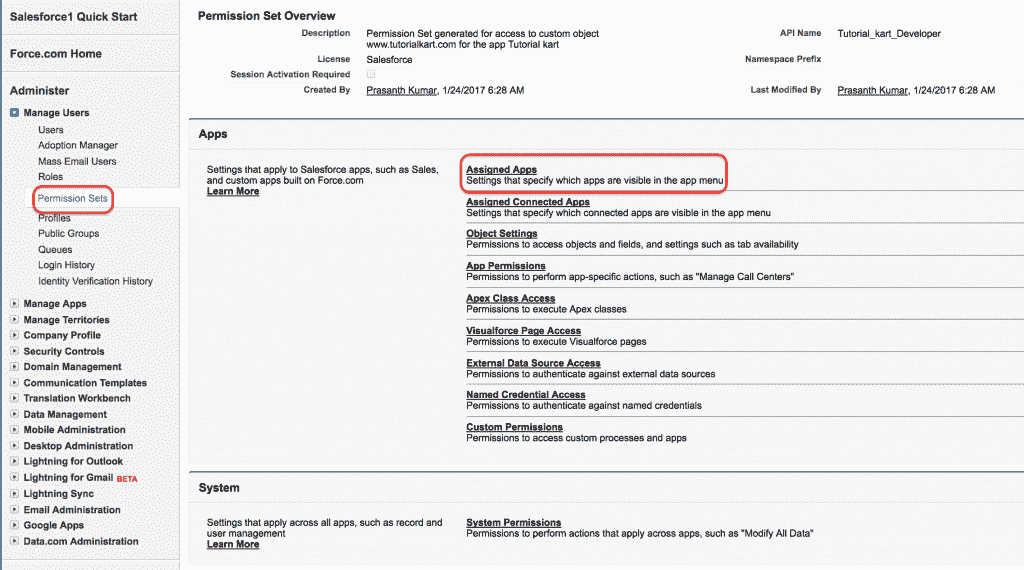 Salesforce1 Quick Start
Force.com Home
Administer
Manage Users
Users
Adoption Manager
Mass Email Users
Roles
Permission Sets
Profiles
Public Groups
Queues
Login History
Identity Verification History
Manage Apps
Manage Territories
Company Profile
Security Controls
Domain Management
Communication Templates
Translation Workbench
Data Management
Mobile Administration
Desktop Administration
Lightning for Outlook
Lightning for Gmail BETA
Lightning Sync
Email Administration
Google Apps
Data.com Administration
Permission Set Overview
Description Permission Set generated for access to custom object
www.tutorialkart.com for the app Tutorial kart
API Name Tutorial_kart_Developer
License Salesforce
Namespace Prefix
Session Activation Required
Created By Prasanth Kumar, 1/24/2017 6:28 AM
Last Modified By Prasanth Kumar, 1/24/2017 6:28 AM
Apps
Settings that apply to Salesforce apps, such as Sales,
and custom apps built on Force.com
Learn More
Assigned Apps
Settings that specify which apps are visible in the app menu
Assigned Connected Apps
Settings that specify which connected apps are visible in the app menu
Object Settings
Permissions to access objects and fields, and settings such as tab availability
App Permissions
Permissions to perform app-specific actions, such as "Manage Call Centers"
Apex Class Access
Permissions to execute Apex classes
Visualforce Page Access
Permissions to execute Visualforce pages
External Data Source Access
Permissions to authenticate against external data sources
Named Credential Access
Permissions to authenticate against named credentials
Custom Permissions
Permissions to access custom processes and apps
System
Settings that apply across all apps, such as record and
user management
Learn More
System Permissions
Permissions to perform actions that apply across apps, such as "Modify All Data"